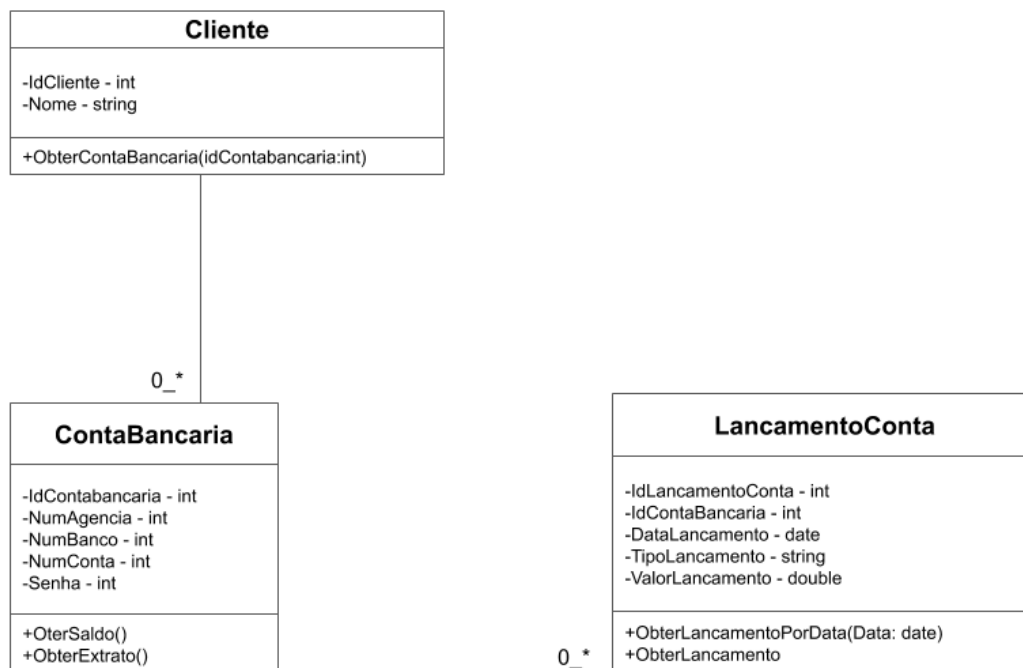 Cliente
-IdCliente - int
-Nome - string
+ObterContaBancaria(idContabancaria:int)
0_*
ContaBancaria
-IdContabancaria - int
-NumAgencia - int
-NumBanco - int
-NumConta - int
-Senha - int
+OterSaldo()
+ObterExtrato()
0_*
LancamentoConta
-IdLancamentoConta - int
-IdContaBancaria - int
-DataLancamento - date
-TipoLancamento - string
-ValorLancamento - double
+ObterLancamentoPorData(Data: date)
+ObterLancamento